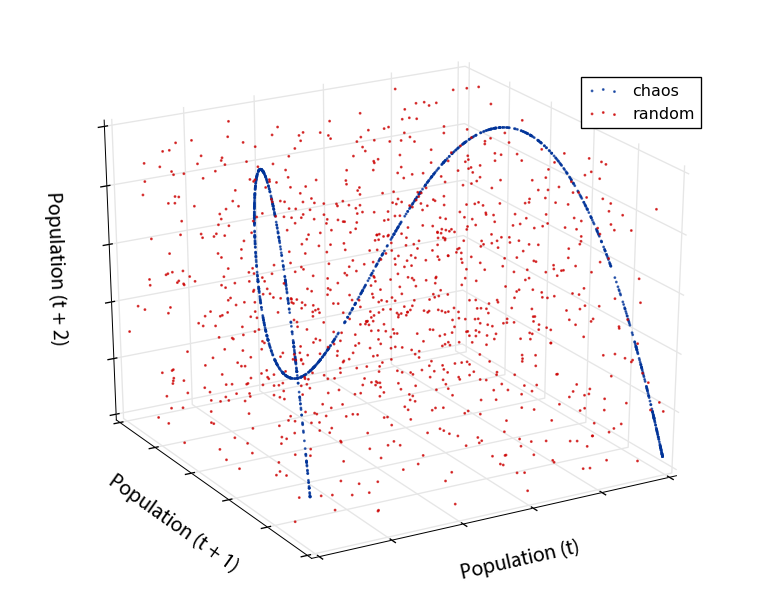 chaos
random
Population (t + 2)
Population (t + 1)
Population (t)